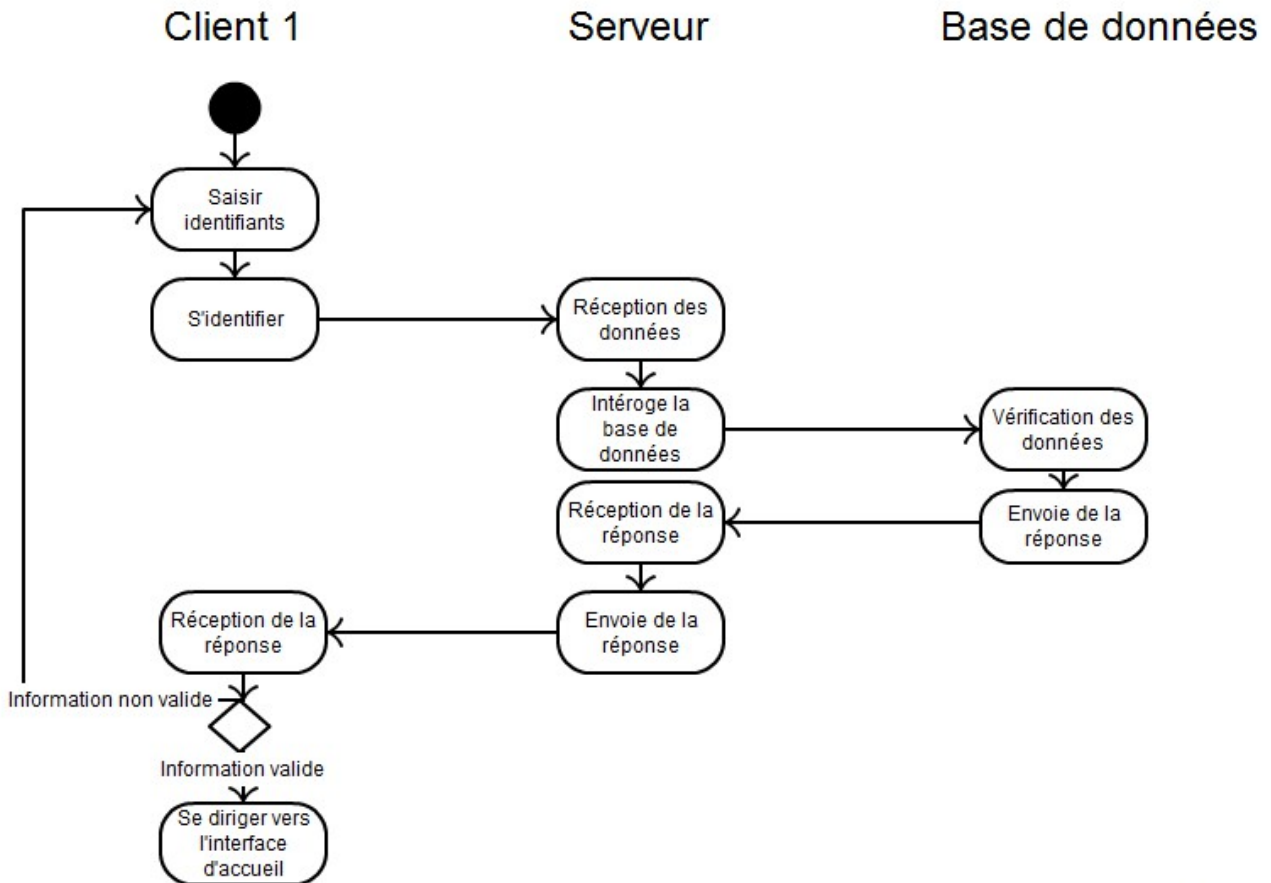 Client 1
Serveur
Base de données
Saisir
identifiants
S'identifier
Réception des
données
Intéroge la
base de
données
Vérification des
données
Réception de la
réponse
Envoie de la
réponse
Réception de la
réponse
Envoie de la
réponse
Information non valide
Information valide
Se diriger vers
l'interface
d'accueil